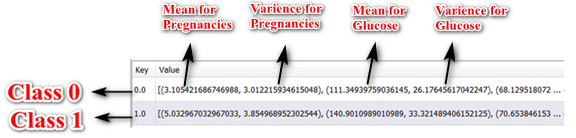 Mean for Pregnancies
Varience for Pregnancies
Mean for Glucose
Varience for Glucose
Key Value
Class 0
0.0 [(3.105421686746988, 3.012215934615048), (111.34939759036145, 26.17645617042247), (68.129518072 ...
Class 1
1.0 [(5.032967032967033, 3.854968952302544), (140.9010989010989, 33.321489406152125), (70.653846153 ...